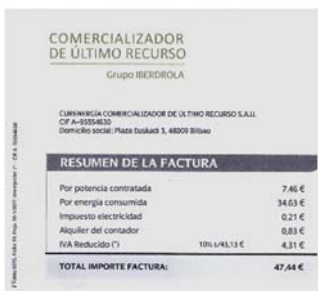 COMERCIALIZADOR
DE ÚLTIMO RECURSO
Grupo IBERDROLA
CURENERGÍA COMERCIALIZADOR DE ÚLTIMO RECURSO S.A.U.
CIF A-95554630
Domicilio social: Plaza Euskadi 5, 48009 Bilbao
RESUMEN DE LA FACTURA
Por potencia contratada 7,46 €
Por energía consumida 34,63 €
Impuesto electricidad 0,21 €
Alquiler del contador 0,83 €
IVA Reducido (*) 10% s/43,13 € 4,31 €
TOTAL IMPORTE FACTURA: 47,44 €